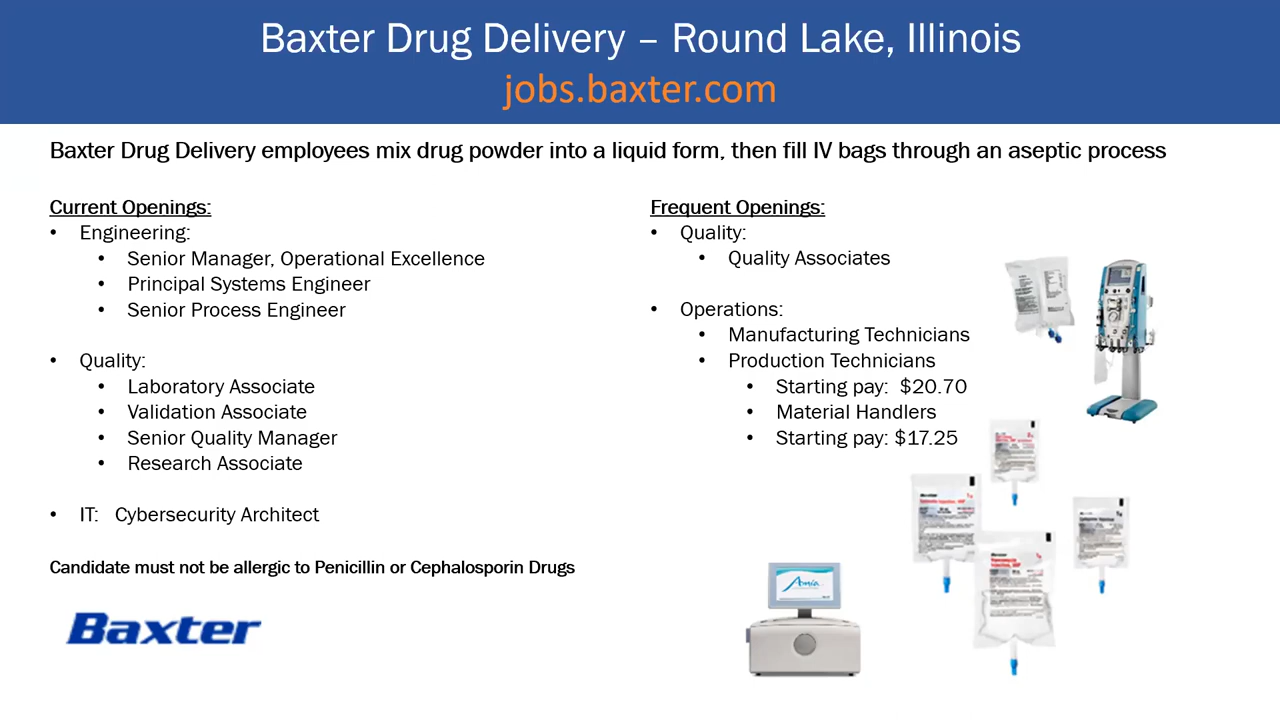 Baxter Drug Delivery – Round Lake, Illinois
jobs.baxter.com
Baxter Drug Delivery employees mix drug powder into a liquid form, then fill IV bags through an aseptic process
Current Openings:
• Engineering:
• Senior Manager, Operational Excellence
• Principal Systems Engineer
• Senior Process Engineer
• Quality:
• Laboratory Associate
• Validation Associate
• Senior Quality Manager
• Research Associate
• IT: Cybersecurity Architect
Candidate must not be allergic to Penicillin or Cephalosporin Drugs
Baxter
Frequent Openings:
• Quality:
• Quality Associates
• Operations:
• Manufacturing Technicians
• Production Technicians
• Starting pay: $20.70
• Material Handlers
• Starting pay: $17.25
Baxter
Baxter
Amia